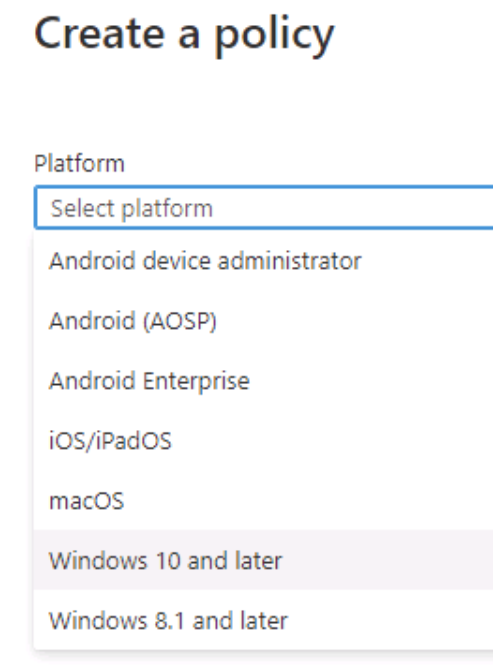 Create a policy
Platform
Select platform
Android device administrator
Android (AOSP)
Android Enterprise
iOS/iPadOS
macOS
Windows 10 and later
Windows 8.1 and later